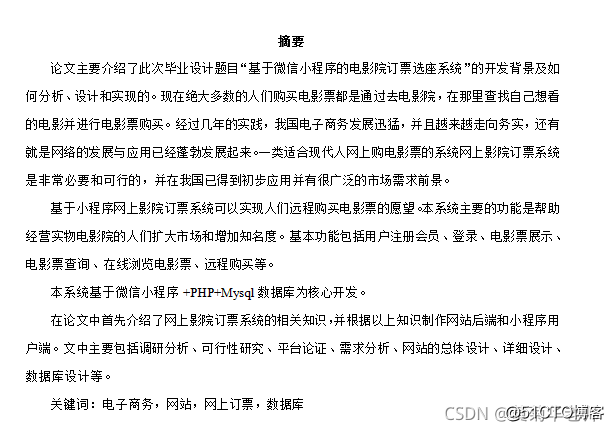 摘要
论文主要介绍了此次毕业设计题目“基于微信小程序的电影院订票选座系统”的开发背景及如
何分析、设计和实现的。现在绝大多数的人们购买电影票都是通过去电影院，在那里查找自己想看
的电影并进行电影票购买。经过几年的实践，我国电子商务发展迅猛，并且越来越走向务实，还有
就是网络的发展与应用已经蓬勃发展起来。一类适合现代人网上购电影票的系统网上影院订票系统
是非常必要和可行的，并在我国已得到初步应用并有很广泛的市场需求前景。
基于小程序网上影院订票系统可以实现人们远程购买电影票的愿望。本系统主要的功能是帮助
经营实物电影院的人们扩大市场和增加知名度。基本功能包括用户注册会员、登录、电影票展示、
电影票查询、在线浏览电影票、远程购买等。
本系统基于微信小程序+PHP+Mysql 数据库为核心开发。
在论文中首先介绍了网上影院订票系统的相关知识，并根据以上知识制作网站后端和小程序用
户端。文中主要包括调研分析、可行性研究、平台论证、需求分析、网站的总体设计、详细设计、
数据库设计等。
关键词：电子商务，网站，网上订票，数据库
CSDN @
@51CTO博客